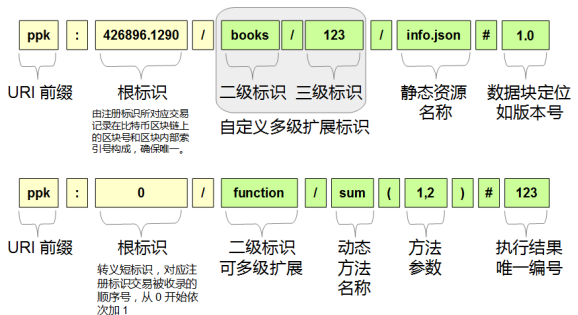 ppk : 426896.1290 / books / 123 / info.json # 1.0
URI 前缀 根标识 二级标识 三级标识 静态资源 数据块定位
名称 如版本号
由注册标识所对应交易
记录在比特币区块链上
的区块号和区块内部索
引号构成，确保唯一。
自定义多级扩展标识
ppk : 0 / function / sum ( 1,2 ) # 123
URI 前缀 根标识 二级标识 动态 方法 执行结果
可多级扩展 方法 参数 唯一编号
名称
转义短标识，对应注
册标识交易被收录的
顺序号，从 0 开始依
次加 1